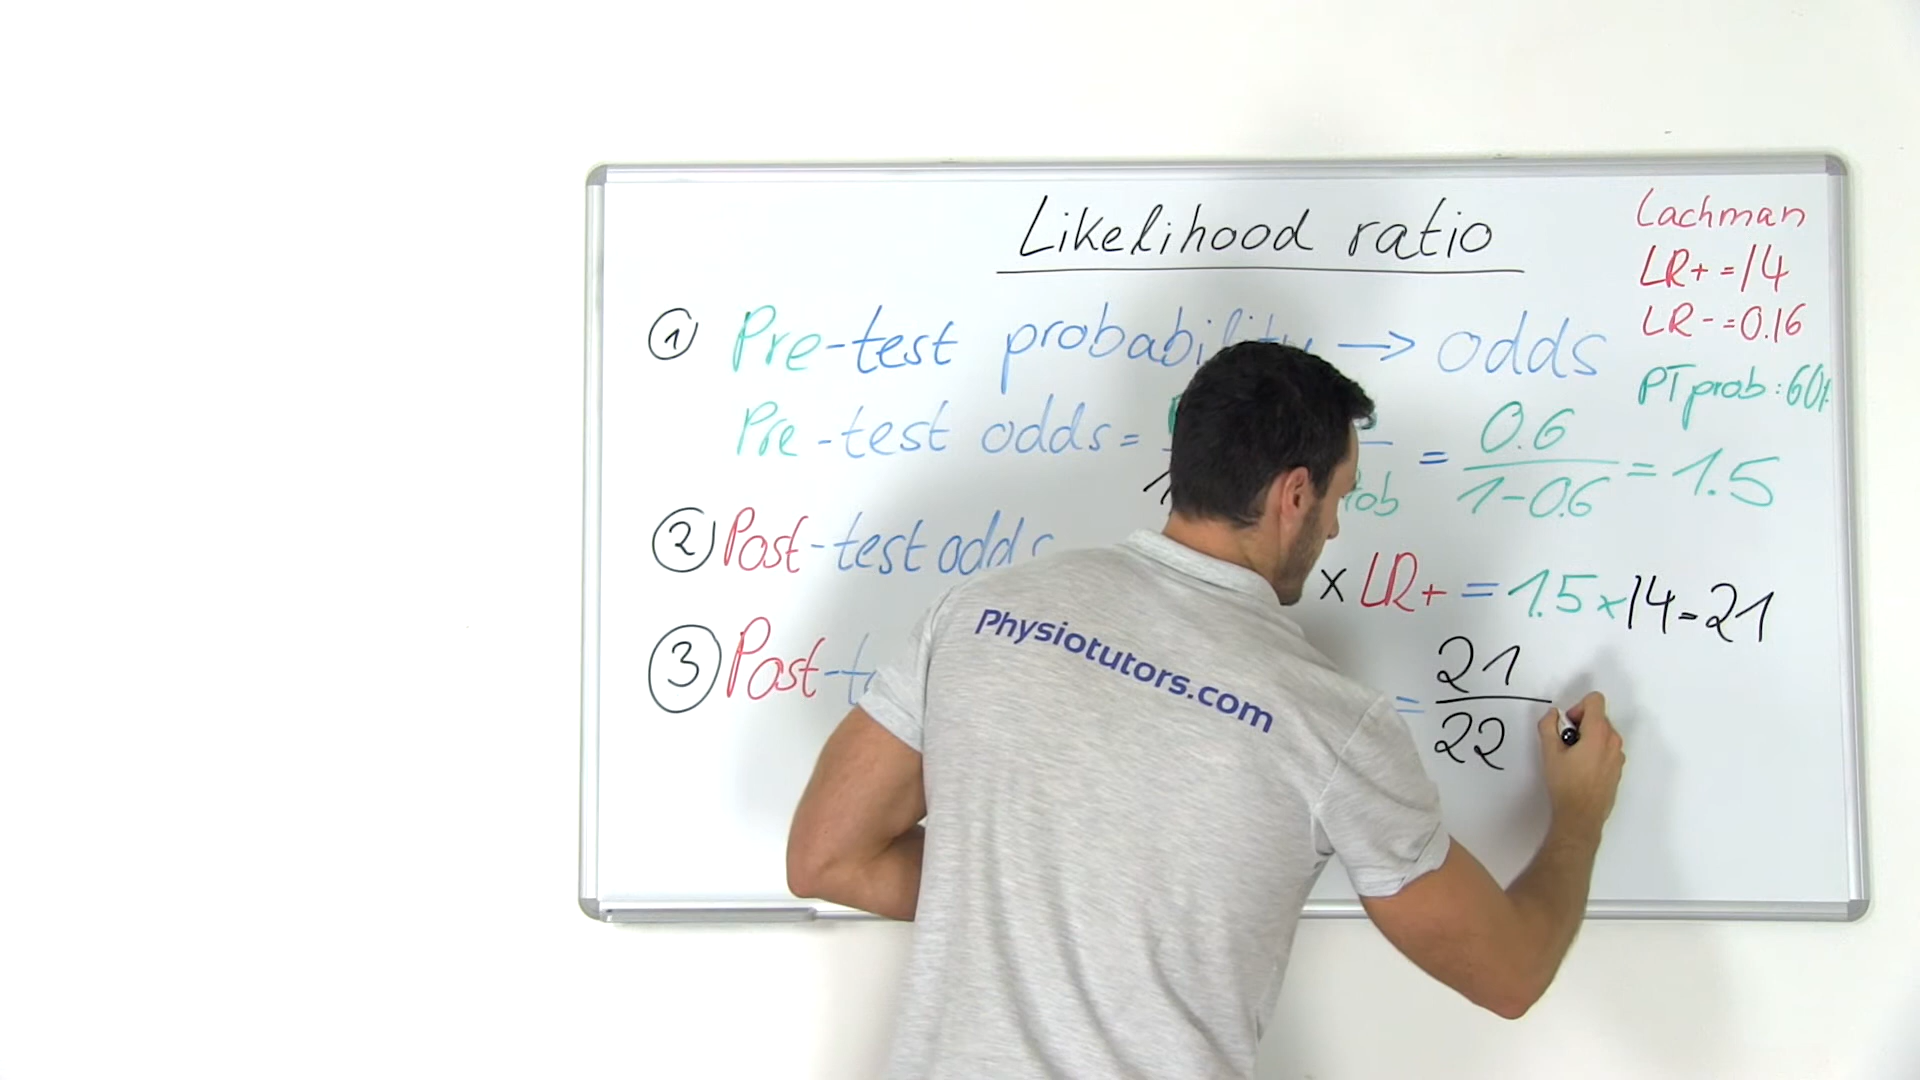 Likelihood ratio
Lachman
LR+ = 14
LR- = 0.16
PT prob: 60%
① Pre-test probability → odds
Pre-test odds = = 0.6 / 1-0.6 = 1.5
② Post-test odds x LR+ = 1.5 x 14 = 21
③ Post- = 21 / 22
Physiotutors.com